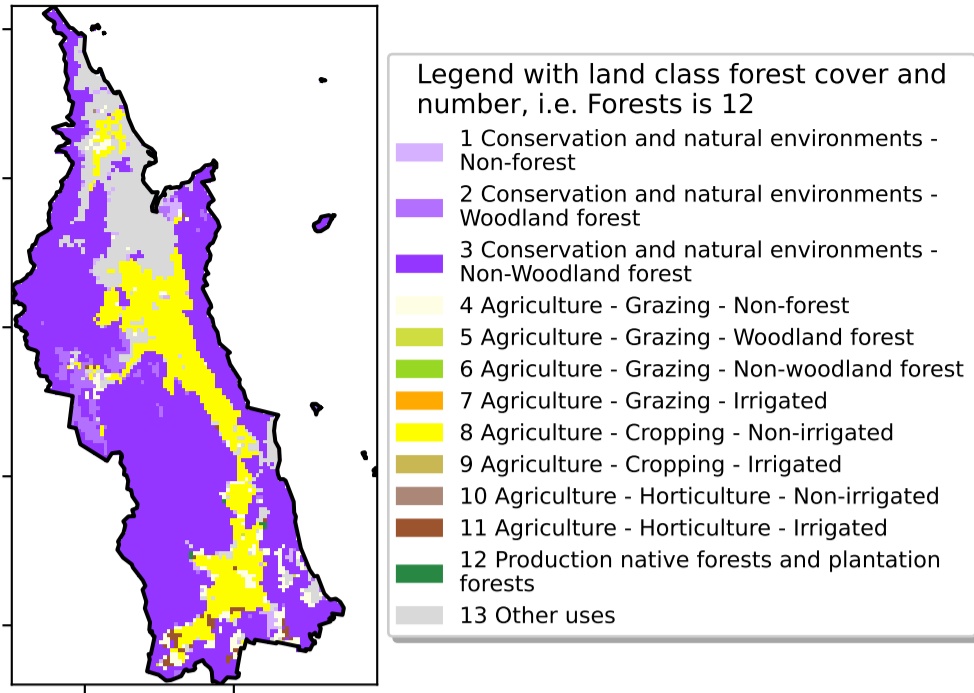 Legend with land class forest cover and
number, i.e. Forests is 12
1 Conservation and natural environments -
Non-forest
2 Conservation and natural environments -
Woodland forest
3 Conservation and natural environments -
Non-Woodland forest
4 Agriculture - Grazing - Non-forest
5 Agriculture - Grazing - Woodland forest
6 Agriculture - Grazing - Non-woodland forest
7 Agriculture - Grazing - Irrigated
8 Agriculture - Cropping - Non-irrigated
9 Agriculture - Cropping - Irrigated
10 Agriculture - Horticulture - Non-irrigated
11 Agriculture - Horticulture - Irrigated
12 Production native forests and plantation
forests
13 Other uses